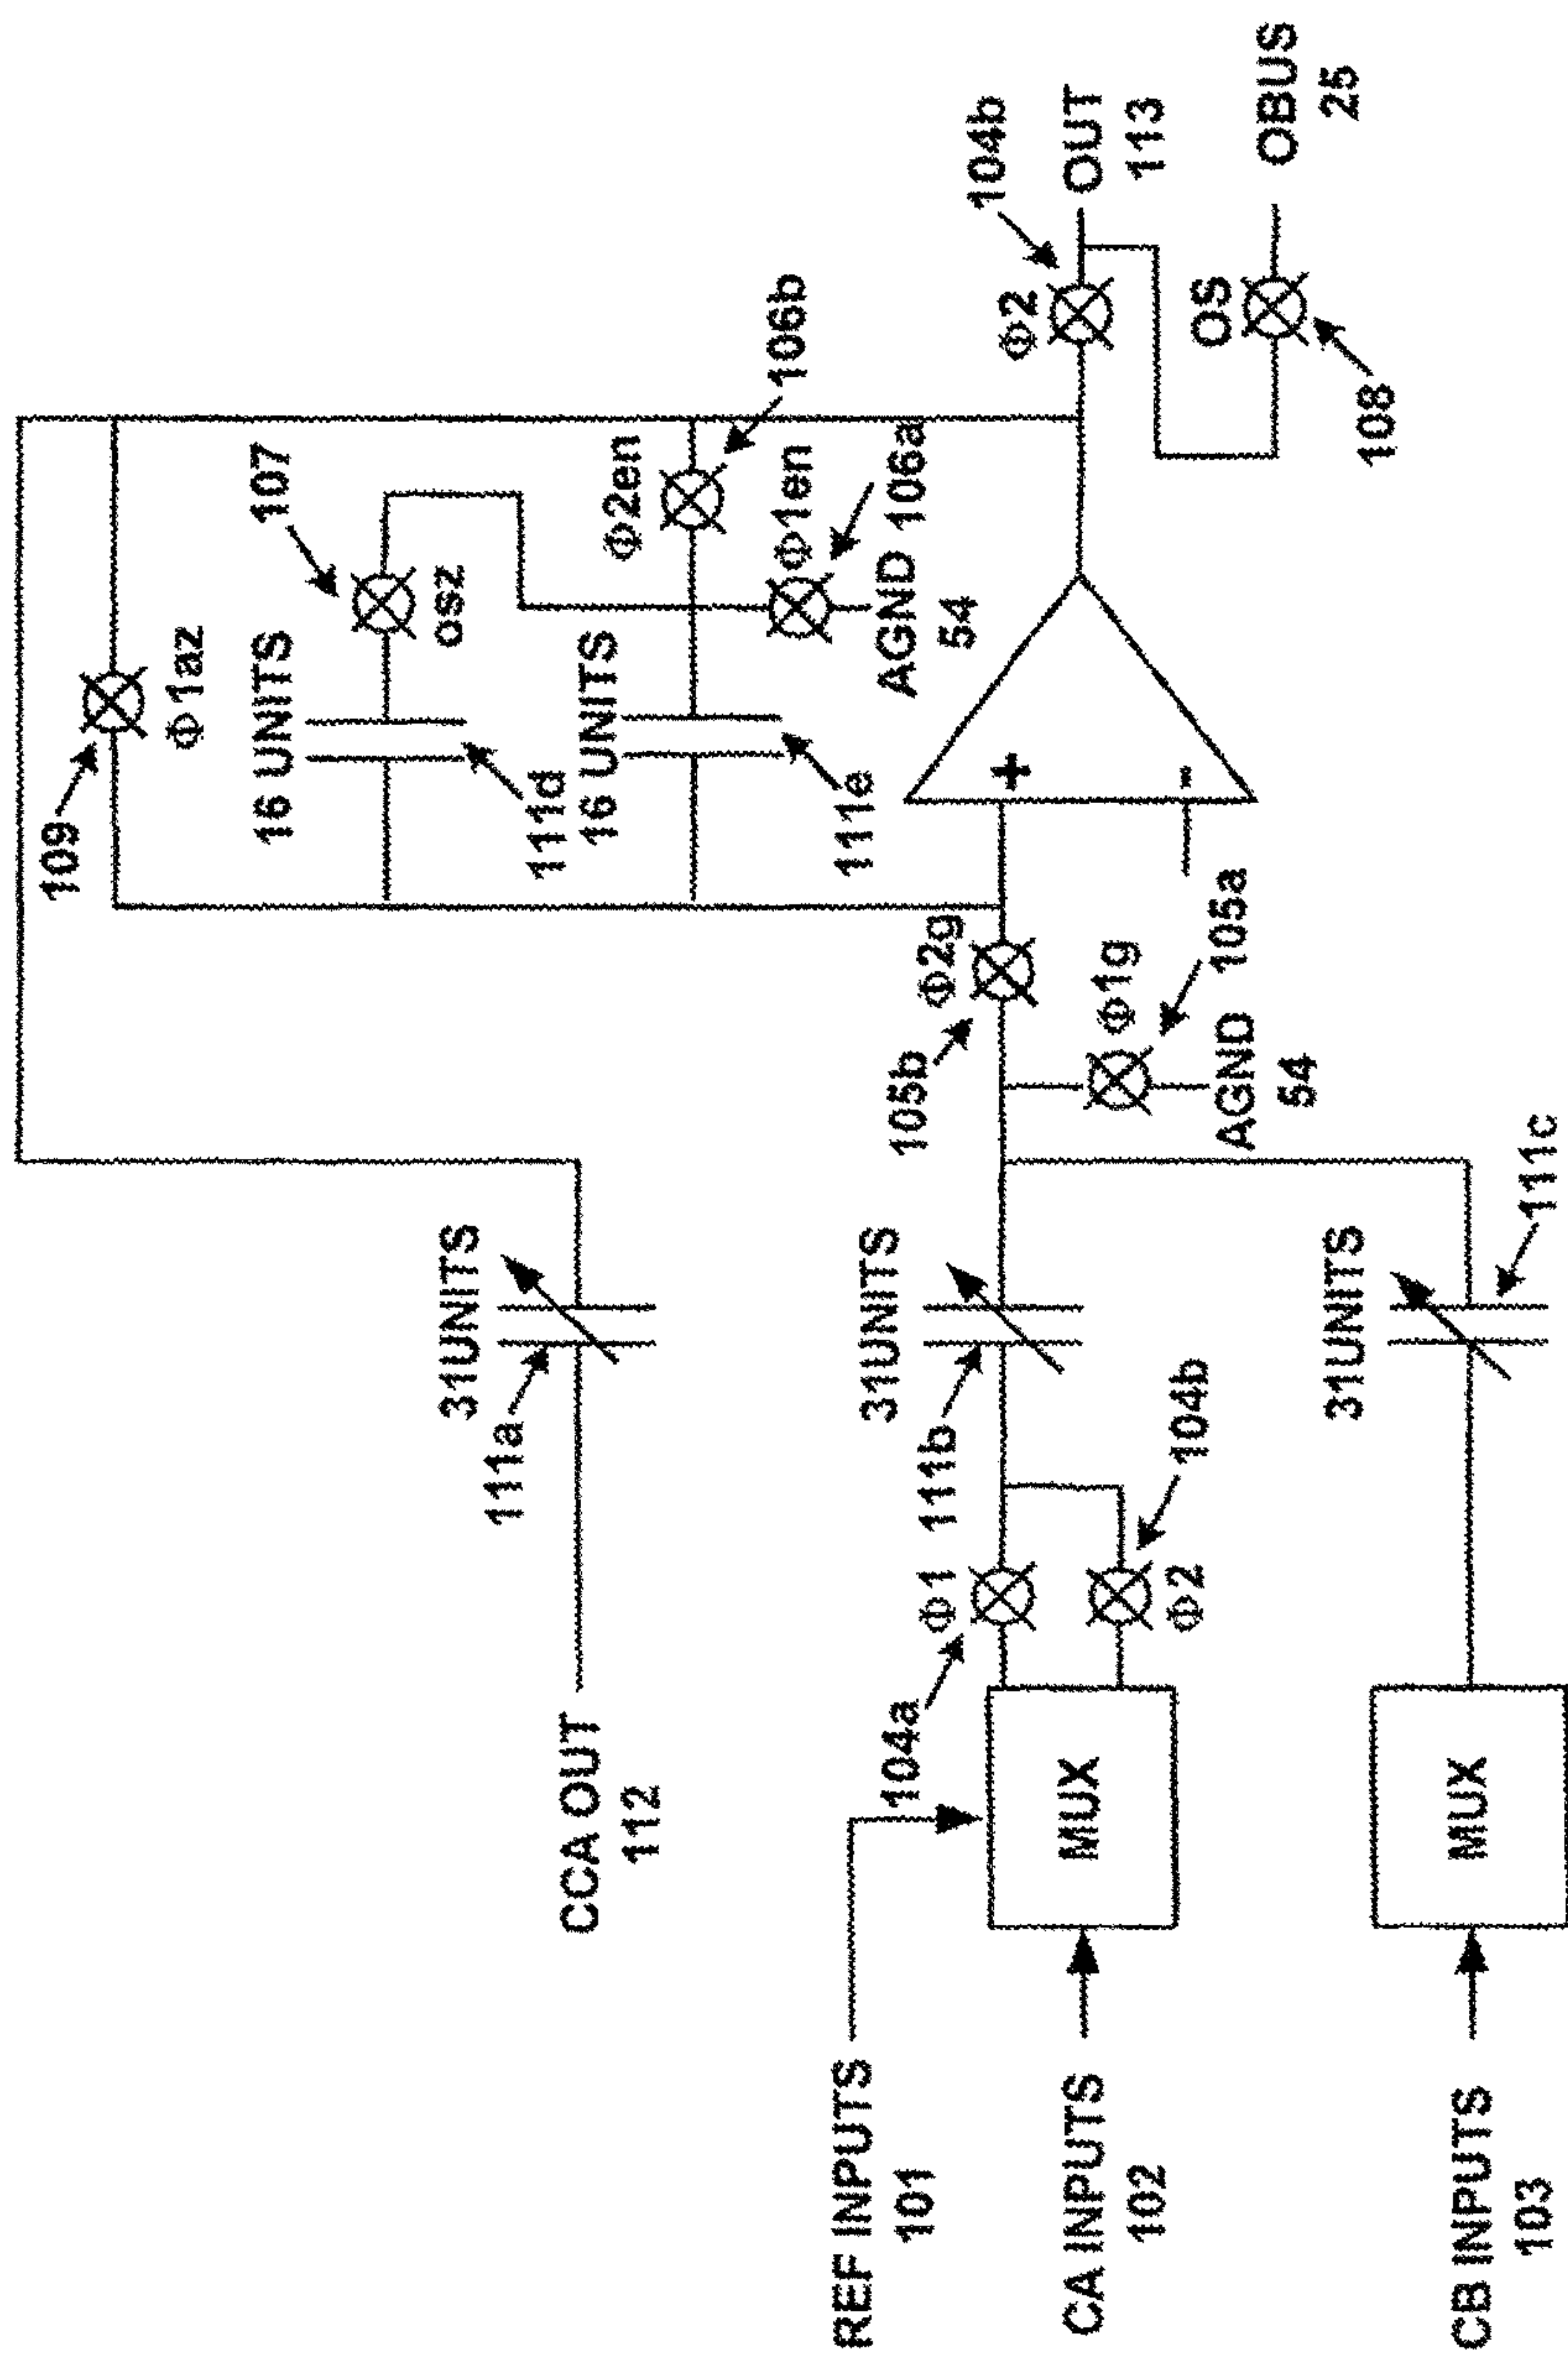 109
Φ1az
107
16 UNITS
osz
111d
16 UNITS
Φ2en
106b
111e
Φ1en
106a
AGND
54
31UNITS
111a
CCA OUT
112
REF INPUTS
101
104a
Φ1
111b
31UNITS
105b
Φ2g
+
-
Φ2
104b
OUT
113
CA INPUTS
102
MUX
Φ2
104b
Φ1g
105a
AGND
54
OS
108
OBUS
25
CB INPUTS
103
MUX
31UNITS
111c